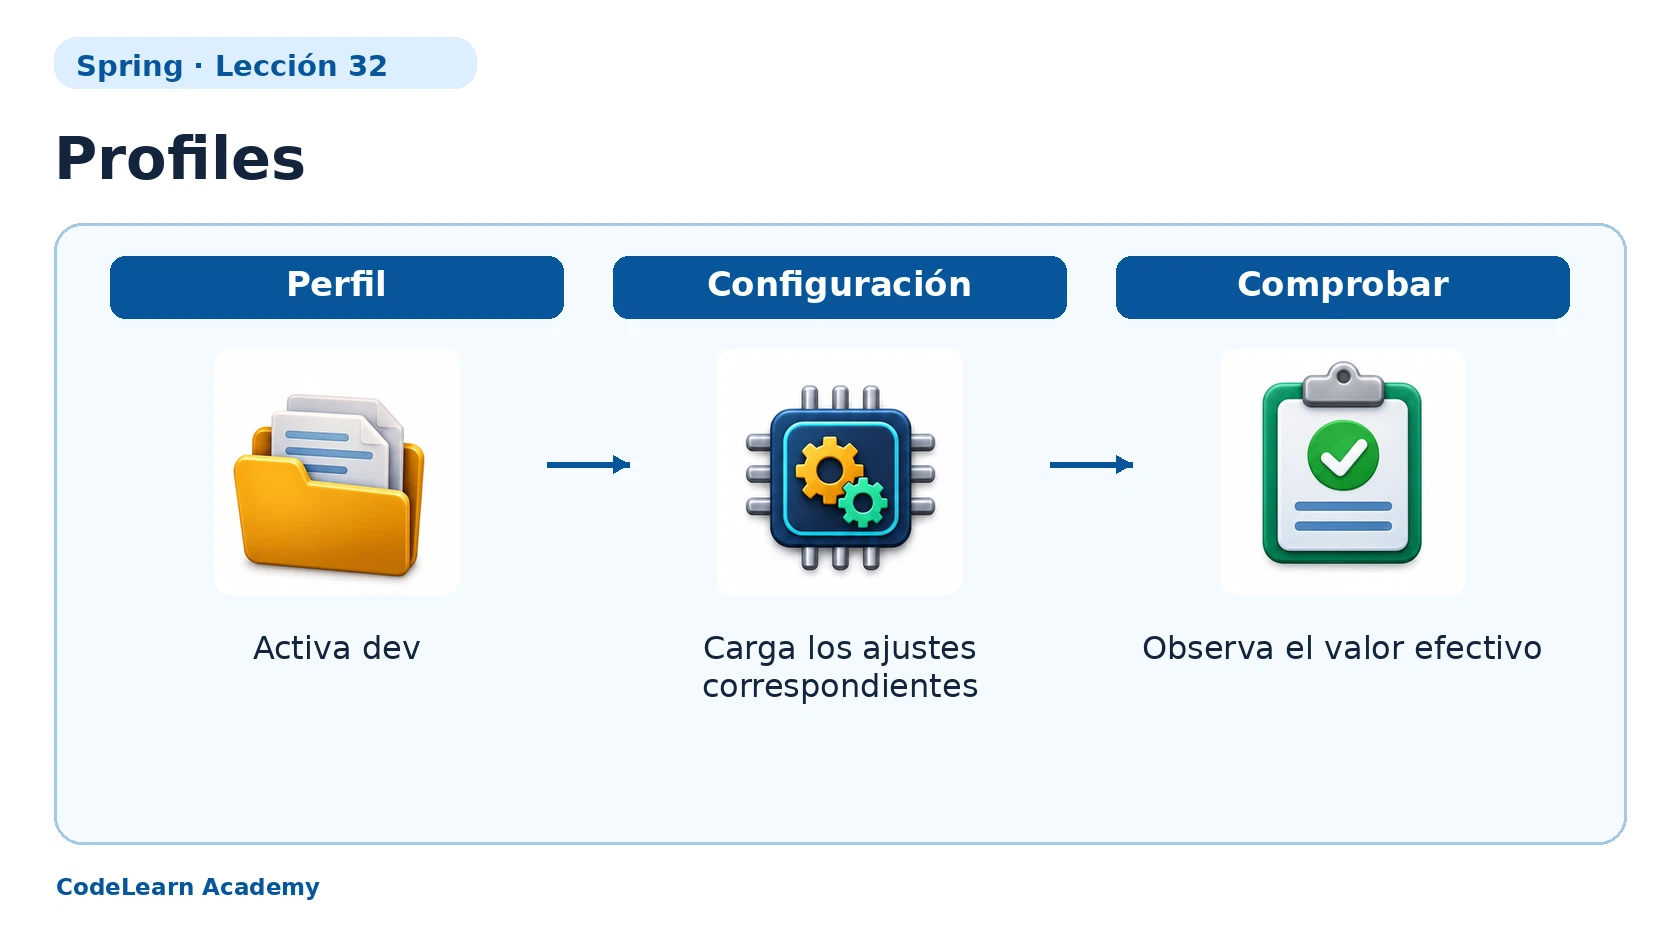 Spring · Lección 32
Profiles
Perfil
Configuración
Comprobar
Activa dev
Carga los ajustes
correspondientes
Observa el valor efectivo
CodeLearn Academy